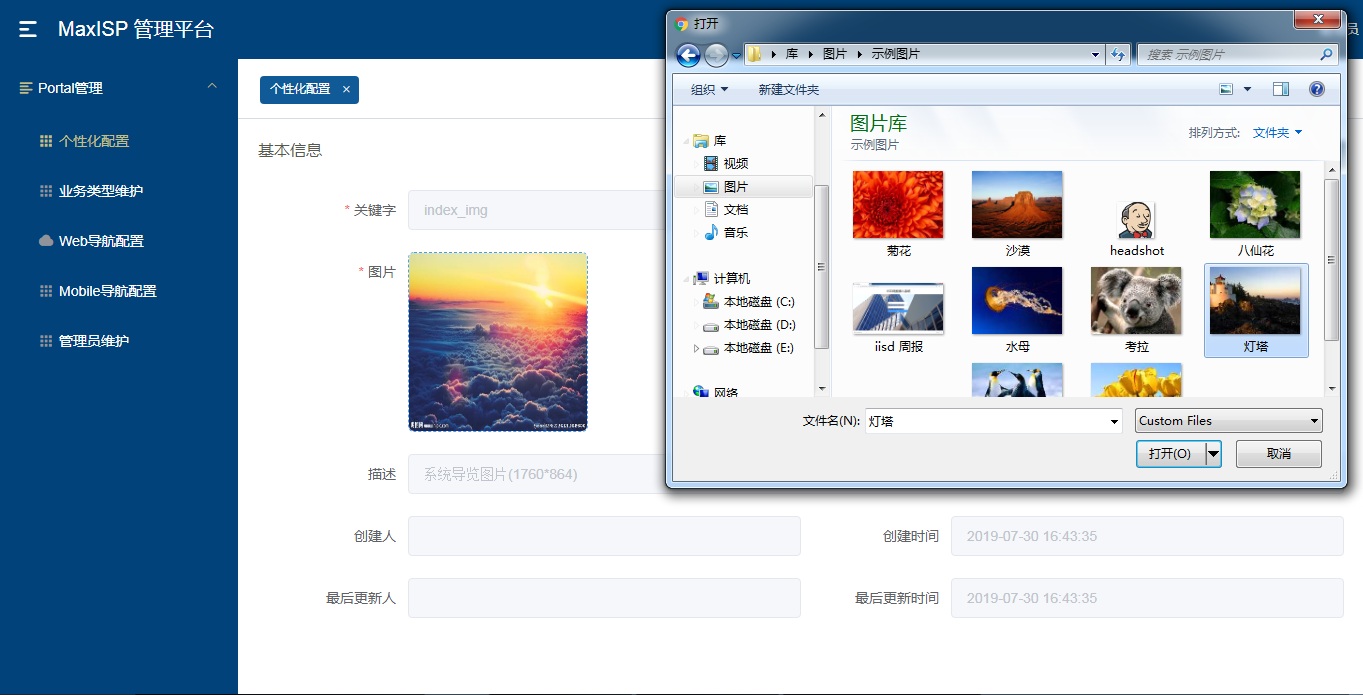 MaxISP 管理平台
员
Portal管理
个性化配置
业务类型维护
Web导航配置
Mobile导航配置
管理员维护
个性化配置 ×
基本信息
* 关键字 index_img
* 图片
描述 系统导览图片(1760*864)
创建人
创建时间 2019-07-30 16:43:35
最后更新人
最后更新时间 2019-07-30 16:43:35
打开
库 图片 示例图片
搜索 示例图片
组织 新建文件夹
库
视频
图片
文档
音乐
计算机
本地磁盘 (C:)
本地磁盘 (D:)
本地磁盘 (E:)
网络
图片库
示例图片
排列方式: 文件夹
菊花 沙漠 headshot 八仙花
iisd 周报 水母 考拉 灯塔
文件名(N): 灯塔 Custom Files
打开(O) 取消